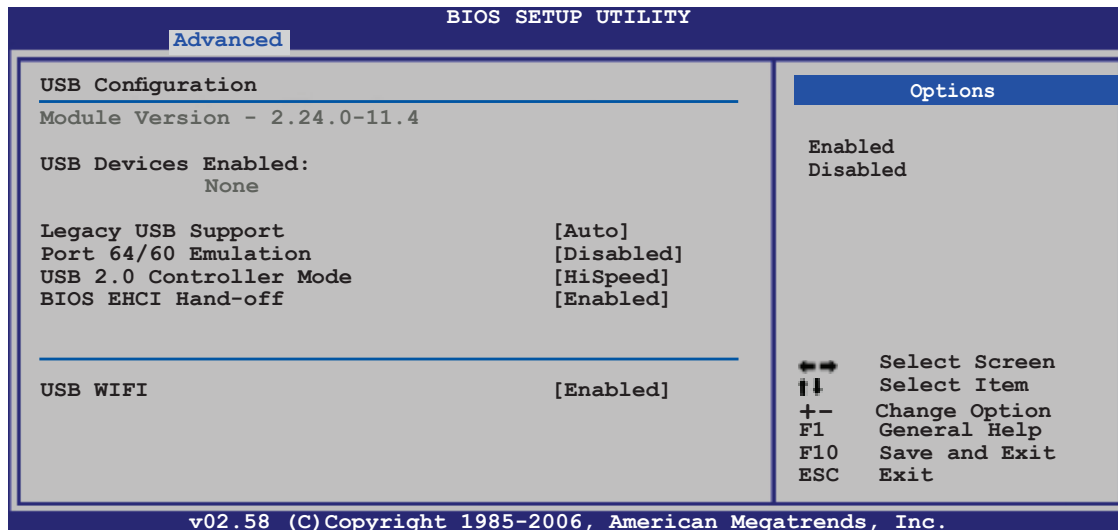 BIOS SETUP UTILITY
Advanced
USB Configuration
Module Version - 2.24.0-11.4
USB Devices Enabled:
None
Legacy USB Support [Auto]
Port 64/60 Emulation [Disabled]
USB 2.0 Controller Mode [HiSpeed]
BIOS EHCI Hand-off [Enabled]
USB WIFI [Enabled]
Options
Enabled
Disabled
←→ Select Screen
↑↓ Select Item
+- Change Option
F1 General Help
F10 Save and Exit
ESC Exit
v02.58 (C)Copyright 1985-2006, American Megatrends, Inc.